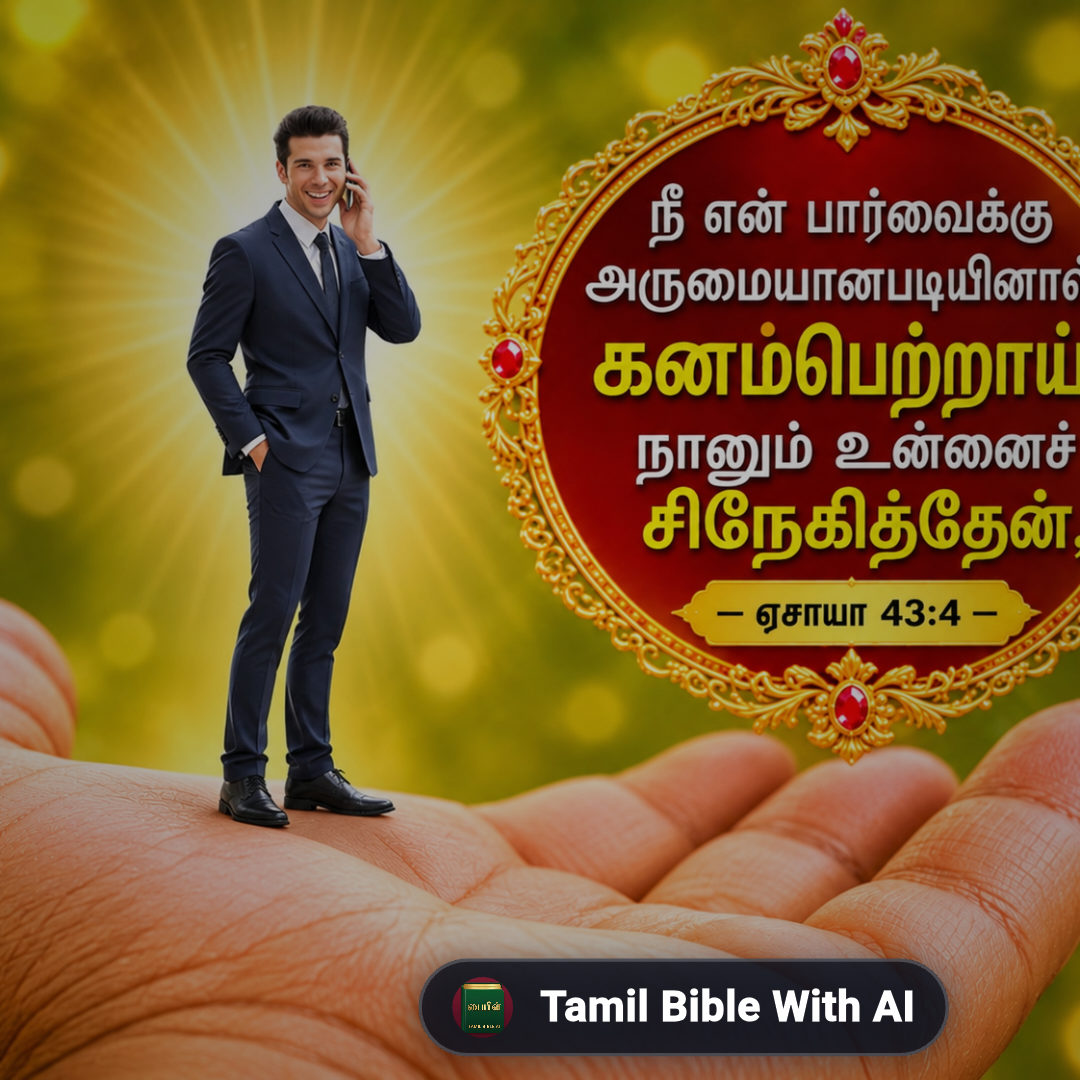 நீ என் பார்வைக்கு
அருமையானபடியினால்
கனம்பெற்றாய்
நானும் உன்னைச்
சிநேகித்தேன்,
– ஏசாயா 43:4 –
Tamil Bible With AI